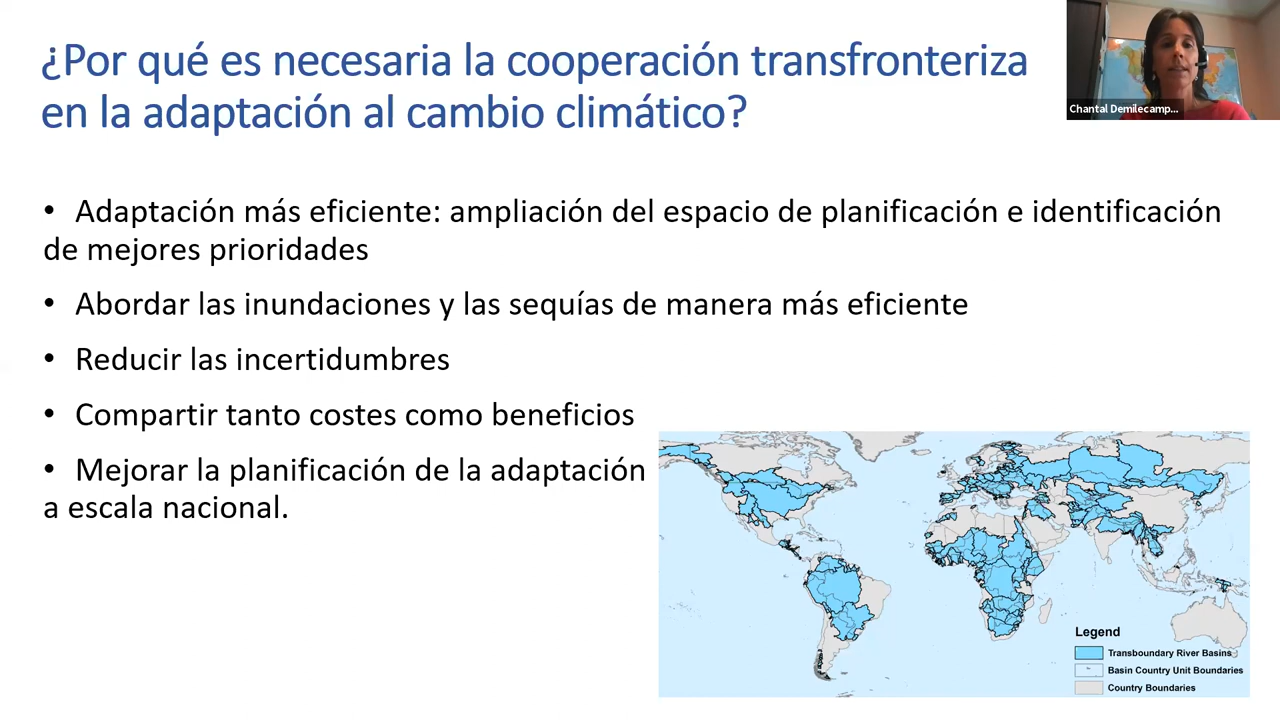 ¿Por qué es necesaria la cooperación transfronteriza
en la adaptación al cambio climático?
Chantal Demilecamp...
• Adaptación más eficiente: ampliación del espacio de planificación e identificación
de mejores prioridades
• Abordar las inundaciones y las sequías de manera más eficiente
• Reducir las incertidumbres
• Compartir tanto costes como beneficios
• Mejorar la planificación de la adaptación
a escala nacional.
Legend
Transboundary River Basins
Basin Country Unit Boundaries
Country Boundaries